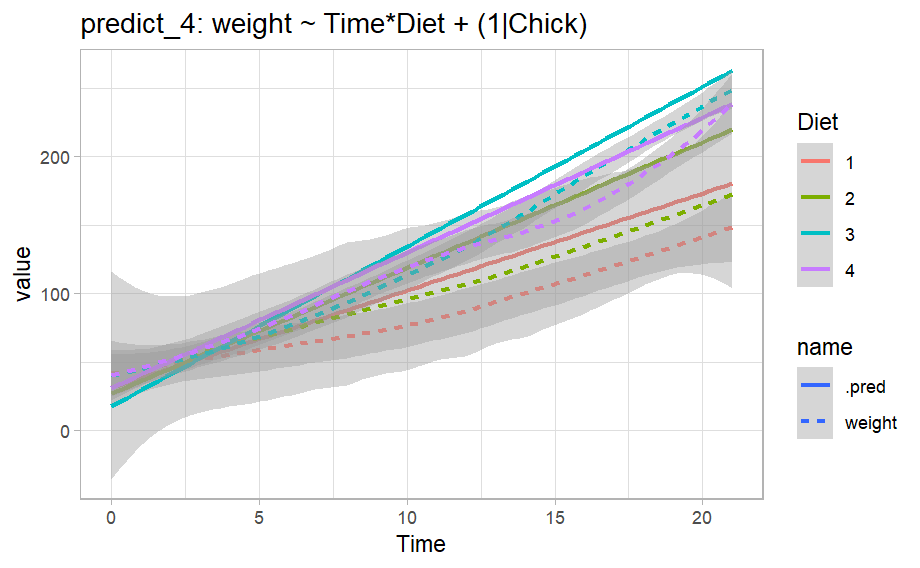 predict_4: weight ~ Time*Diet + (1|Chick)
value
200
100
0
0 5 10 15 20
Time
Diet
1
2
3
4
name
.pred
weight